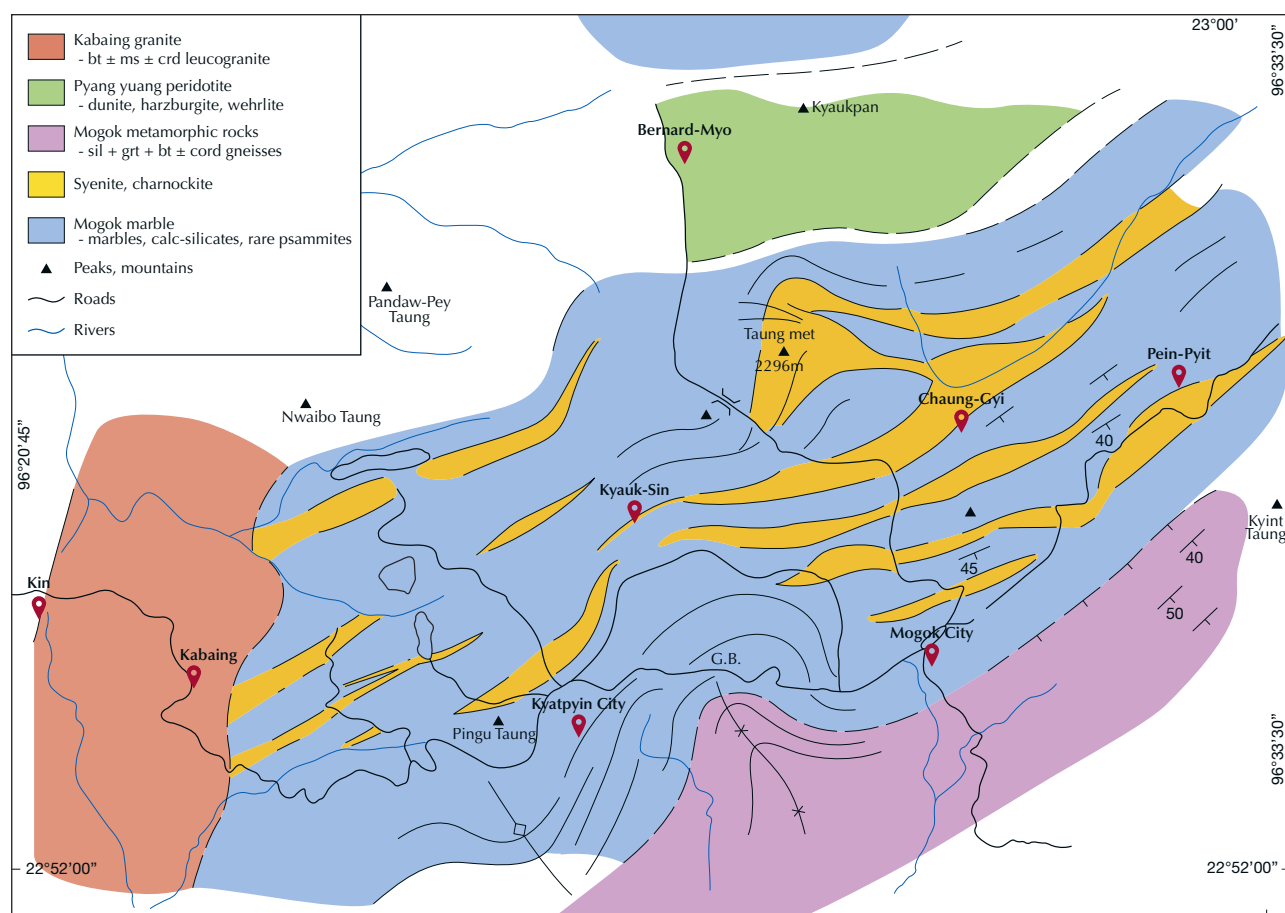 Kabaing granite
- bt ± ms ± crd leucogranite
Pyang yuang peridotite
- dunite, harzburgite, wehrlite
Mogok metamorphic rocks
- sil + grt + bt ± cord gneisses
Syenite, charnockite
Mogok marble
- marbles, calc-silicates, rare psammites
Peaks, mountains
Roads
Rivers
23°00'
96°33'30"
Kyaukpan
Bernard-Myo
Pandaw-Pey
Taung
Taung met
2296m
Pein-Pyit
Nwaibo Taung
Chaung-Gyi
40
96°20'45"
Kyauk-Sin
Kyint
Taung
45
40
Kin
50
Mogok City
Kabaing
G.B.
Kyatpyin City
Pingu Taung
96°33'30"
22°52'00"
22°52'00"